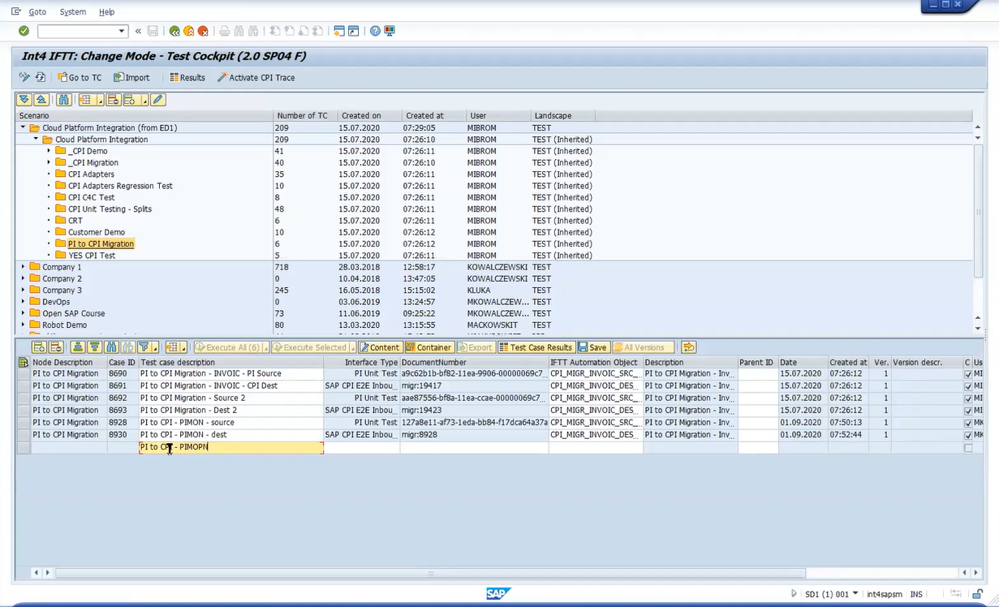 Goto System Help
Int4 IFTT: Change Mode - Test Cockpit (2.0 SP04 F)
Go to TC Import Results Activate CPI Trace
Scenario Number of TC Created on Created at User Landscape
Cloud Platform Integration (from ED1) 209 15.07.2020 07:29:05 MIBROM TEST
Cloud Platform Integration 209 15.07.2020 07:26:10 MIBROM TEST (Inherited)
_CPI Demo 41 15.07.2020 07:26:11 MIBROM TEST (Inherited)
_CPI Migration 40 15.07.2020 07:26:10 MIBROM TEST (Inherited)
CPI Adapters 35 15.07.2020 07:26:11 MIBROM TEST (Inherited)
CPI Adapters Regression Test 10 15.07.2020 07:26:11 MIBROM TEST (Inherited)
CPI C4C Test 8 15.07.2020 07:26:11 MIBROM TEST (Inherited)
CPI Unit Testing - Splits 48 15.07.2020 07:26:11 MIBROM TEST (Inherited)
CRT 6 15.07.2020 07:26:11 MIBROM TEST (Inherited)
Customer Demo 10 15.07.2020 07:26:12 MIBROM TEST (Inherited)
PI to CPI Migration 6 15.07.2020 07:26:12 MIBROM TEST (Inherited)
YES CPI Test 5 15.07.2020 07:26:11 MIBROM TEST (Inherited)
Company 1 718 28.03.2018 12:58:17 KOWALCZEWSKI TEST
Company 2 0 10.04.2018 13:47:05 KOWALCZEWSKI TEST
Company 3 245 16.05.2018 15:15:02 KLUKA TEST
DevOps 0 03.06.2019 13:24:57 MKOWALCZEW... TEST
Open SAP Course 73 11.06.2019 09:25:22 MKOWALCZEW... TEST
Robot Demo 80 13.03.2020 13:15:55 MACKOWSKIT TEST
Execute All (6) Execute Selected Content Container Export Test Case Results Save All Versions
Node Description Case ID Test case description Interface Type DocumentNumber IFTT Automation Object Description Parent ID Date Created at Ver. Version descr. C Us
PI to CPI Migration 8690 PI to CPI Migration - INVOIC - PI Source PI Unit Test a9c62b1b-bf82-11ea-9906-00000069c7... CPI_MIGR_INVOIC_SRC_... PI to CPI Migration - Inv... 15.07.2020 07:26:12 1 MI
PI to CPI Migration 8691 PI to CPI Migration - INVOIC - CPI Dest SAP CPI E2E Inbou... migr:19417 CPI_MIGR_INVOIC_DES_... PI to CPI Migration - Inv... 15.07.2020 07:26:12 1 MI
PI to CPI Migration 8692 PI to CPI Migration - Source 2 PI Unit Test aae87556-bf82-11ea-ccae-00000069c7... CPI_MIGR_INVOIC_SRC_... PI to CPI Migration - Inv... 15.07.2020 07:26:12 1 MI
PI to CPI Migration 8693 PI to CPI Migration - Dest 2 SAP CPI E2E Inbou... migr:19423 CPI_MIGR_INVOIC_DES_... PI to CPI Migration - Inv... 15.07.2020 07:26:12 1 MI
PI to CPI Migration 8928 PI to CPI - PIMON - source PI Unit Test 127a8e11-af73-1eda-bb84-f17dca64a37a CPI_MIGR_INVOIC_SRC_... PI to CPI Migration - Inv... 01.09.2020 07:50:13 1 MK
PI to CPI Migration 8930 PI to CPI - PIMON - dest SAP CPI E2E Inbou... migr:8928 CPI_MIGR_INVOIC_DES_... PI to CPI Migration - Inv... 01.09.2020 07:52:44 1 MK
PI to CPI - PIMOPN
SAP SD1 (1) 001 int4sapsm INS